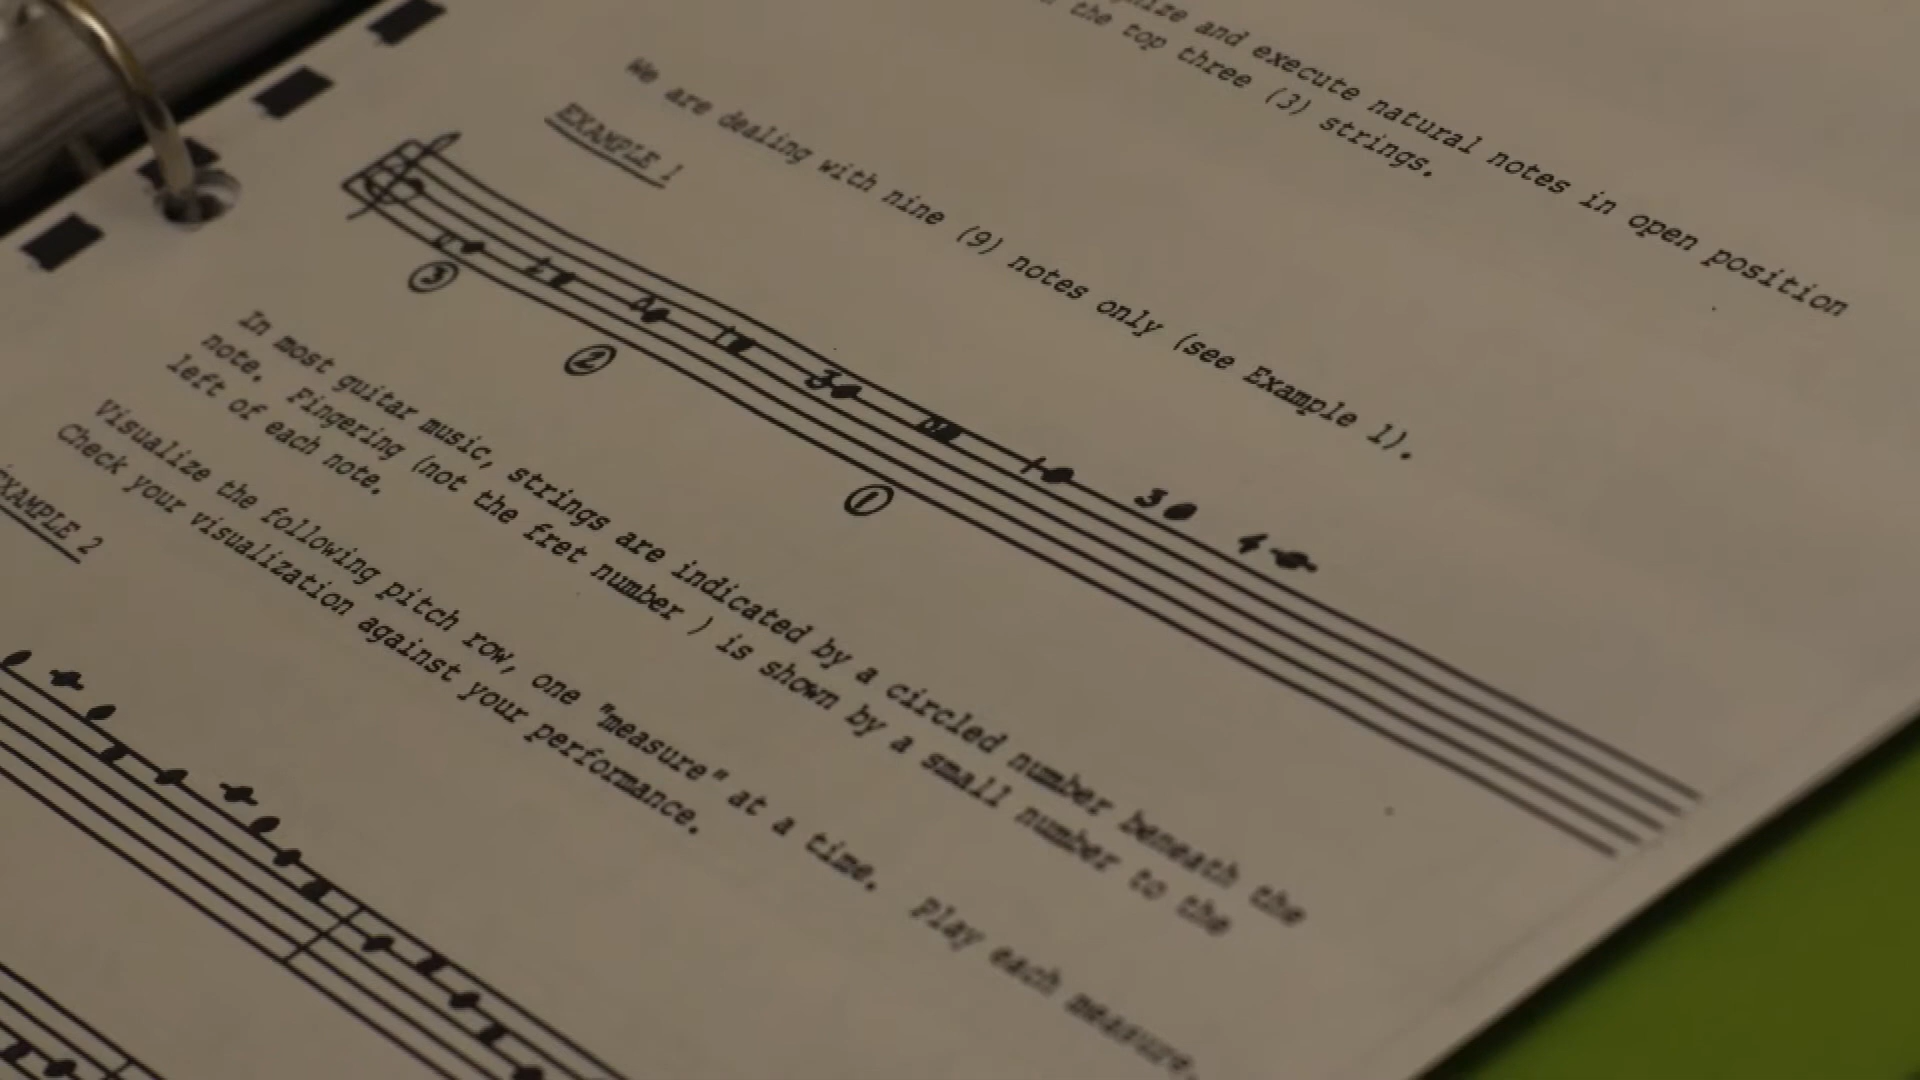 and execute natural notes in open position
the top three (3) strings.
We are dealing with nine (9) notes only (see Example 1).
EXAMPLE 1
3 4
③ ② ①
In most guitar music, strings are indicated by a circled number beneath the
note. Fingering (not the fret number ) is shown by a small number to the
left of each note.
Visualize the following pitch row, one "measure" at a time. Play each measure.
Check your visualization against your performance.
EXAMPLE 2